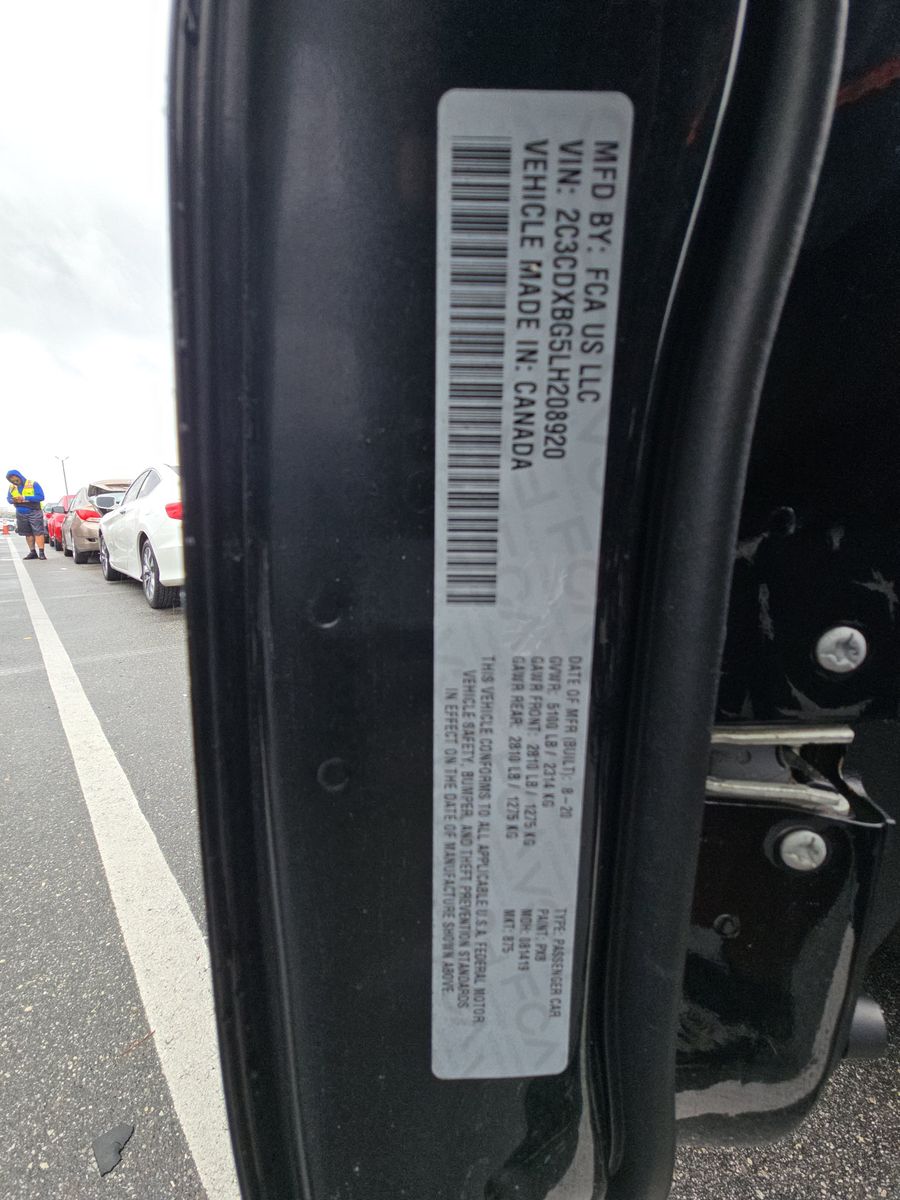 MFD BY: FCA US LLC
VIN: 2C3CDXBG5LH208920
VEHICLE MADE IN: CANADA
DATE OF MFR (BUILT): 8-20
GVWR: 5100 LB / 2314 KG
GAWR FRONT: 2810 LB / 1275 KG
GAWR REAR: 2810 LB / 1275 KG
TYPE: PASSENGER CAR
PAINT: PX8
MDH: 081419
MKT: 875
THIS VEHICLE CONFORMS TO ALL APPLICABLE U.S.A. FEDERAL MOTOR
VEHICLE SAFETY, BUMPER, AND THEFT PREVENTION STANDARDS
IN EFFECT ON THE DATE OF MANUFACTURE SHOWN ABOVE.